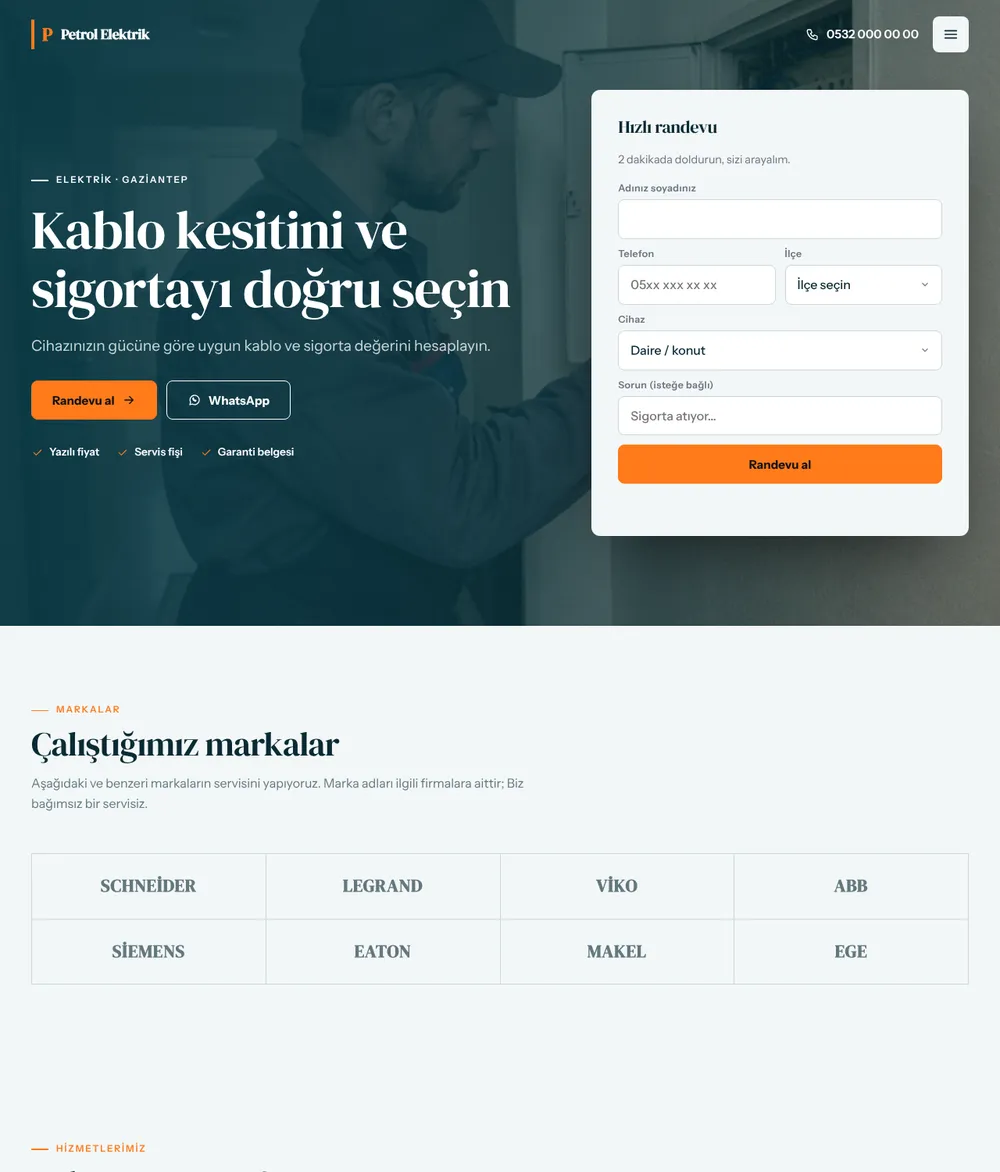 P Petrol Elektrik
0532 000 00 00
ELEKTRİK · GAZİANTEP
Kablo kesitini ve
sigortayı doğru seçin
Cihazınızın gücüne göre uygun kablo ve sigorta değerini hesaplayın.
Randevu al
WhatsApp
Yazılı fiyat
Servis fişi
Garanti belgesi
Hızlı randevu
2 dakikada doldurun, sizi arayalım.
Adınız soyadınız
Telefon
İlçe
05xx xxx xx xx
İlçe seçin
Cihaz
Daire / konut
Sorun (isteğe bağlı)
Sigorta atıyor...
Randevu al
MARKALAR
Çalıştığımız markalar
Aşağıdaki ve benzeri markaların servisini yapıyoruz. Marka adları ilgili firmalara aittir; Biz
bağımsız bir servisiz.
SCHNEİDER
LEGRAND
VİKO
ABB
SİEMENS
EATON
MAKEL
EGE
HİZMETLERİMİZ